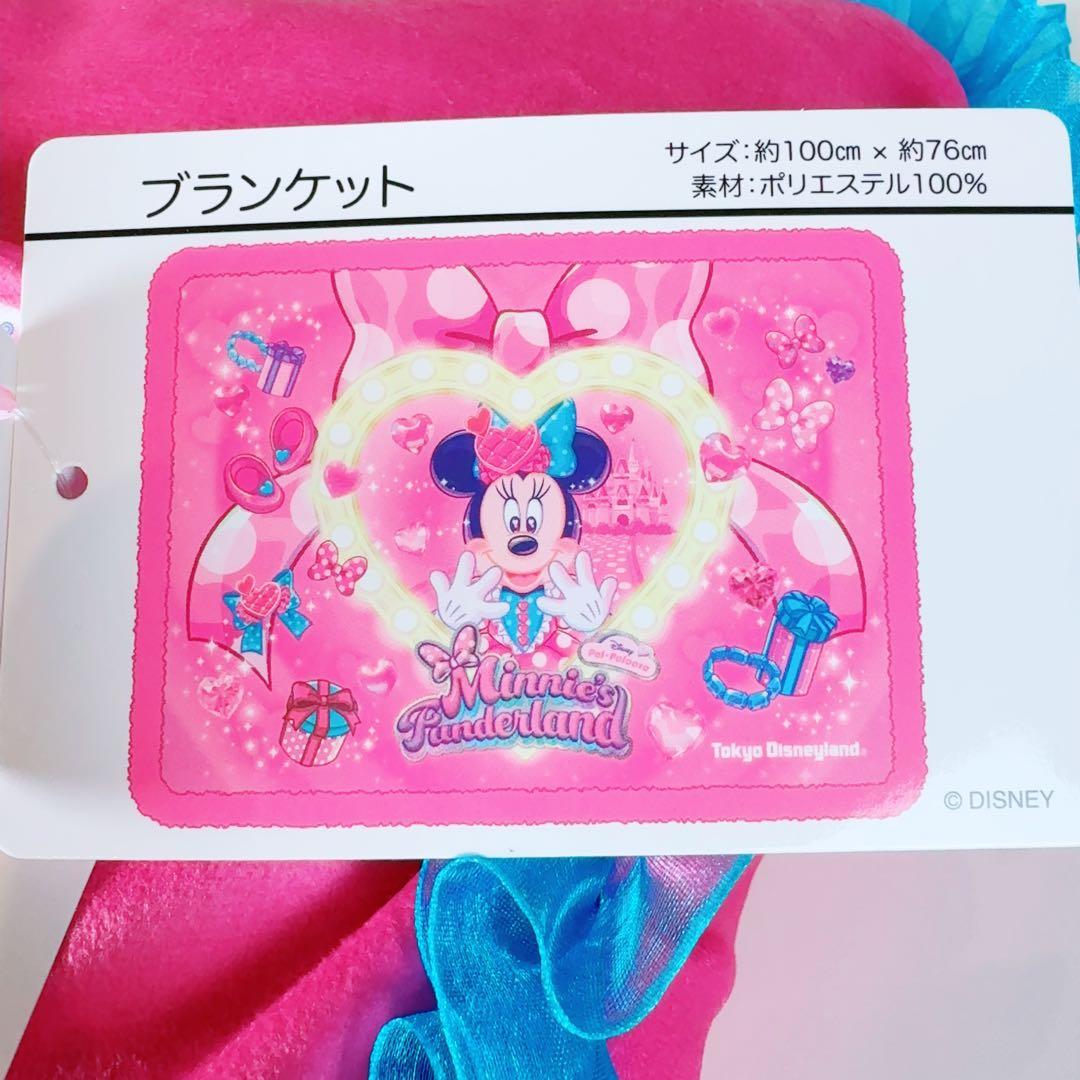 ブランケット
サイズ：約100㎝ × 約76㎝
素材：ポリエステル100%
Disney
Pal-Palooza
Minnie's
Funderland
Tokyo Disneyland®
© DISNEY